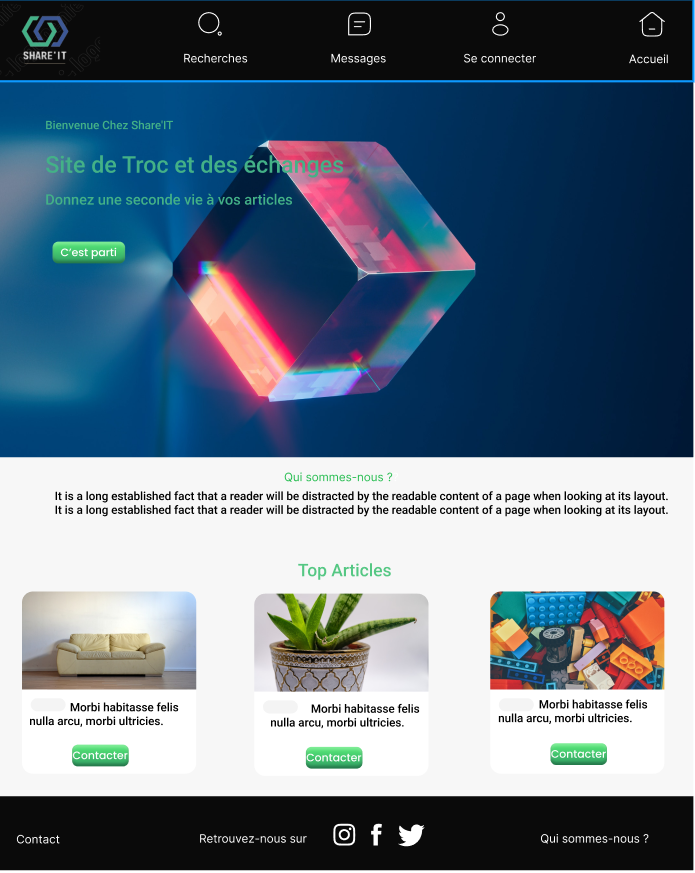 SHARE'IT
Recherches
Messages
Se connecter
Accueil
Bienvenue Chez Share'IT
Site de Troc et des échanges
Donnez une seconde vie à vos articles
C'est parti
Qui sommes-nous ?
It is a long established fact that a reader will be distracted by the readable content of a page when looking at its layout.
It is a long established fact that a reader will be distracted by the readable content of a page when looking at its layout.
Top Articles
Morbi habitasse felis
nulla arcu, morbi ultricies.
Contacter
Morbi habitasse felis
nulla arcu, morbi ultricies.
Contacter
Morbi habitasse felis
nulla arcu, morbi ultricies.
Contacter
Contact
Retrouvez-nous sur
Qui sommes-nous ?